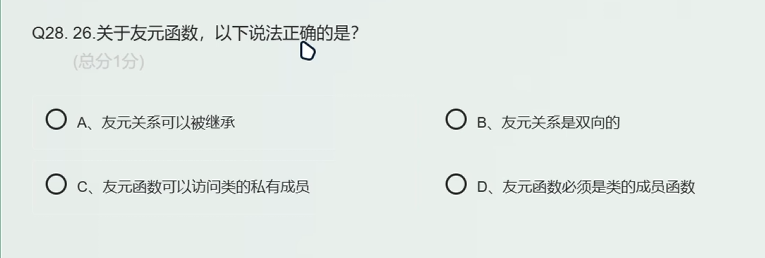 Q28. 26.关于友元函数，以下说法正确的是?
(总分1分)
A、友元关系可以被继承
B、友元关系是双向的
C、友元函数可以访问类的私有成员
D、友元函数必须是类的成员函数